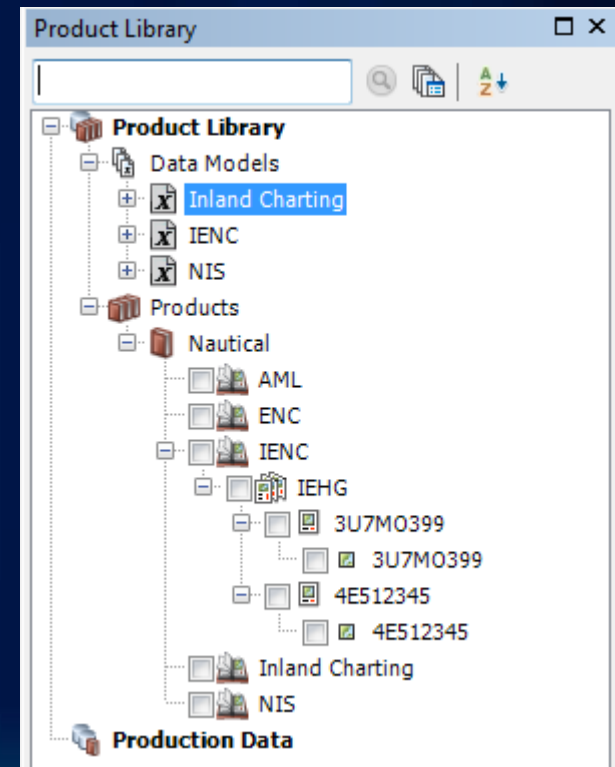 Product Library
Product Library
Data Models
Inland Charting
IENC
NIS
Products
Nautical
AML
ENC
IENC
IEHG
3U7MO399
3U7MO399
4E512345
4E512345
Inland Charting
NIS
Production Data